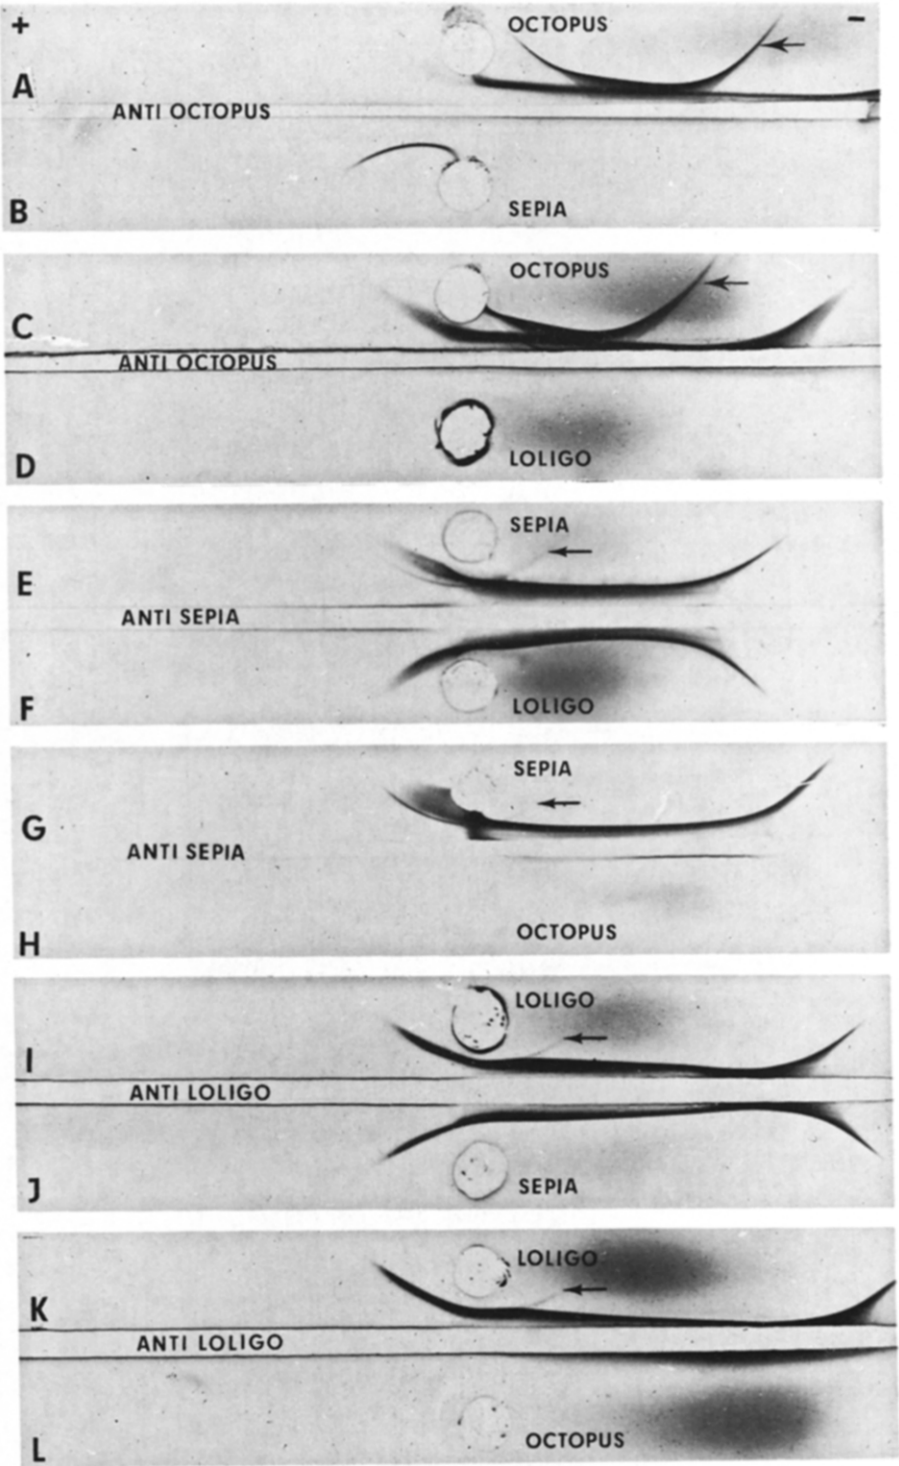 + OCTOPUS −
A
ANTI OCTOPUS
B SEPIA
OCTOPUS
C
ANTI OCTOPUS
D LOLIGO
SEPIA
E
ANTI SEPIA
F LOLIGO
SEPIA
G
ANTI SEPIA
H OCTOPUS
LOLIGO
I
ANTI LOLIGO
J SEPIA
LOLIGO
K
ANTI LOLIGO
L OCTOPUS